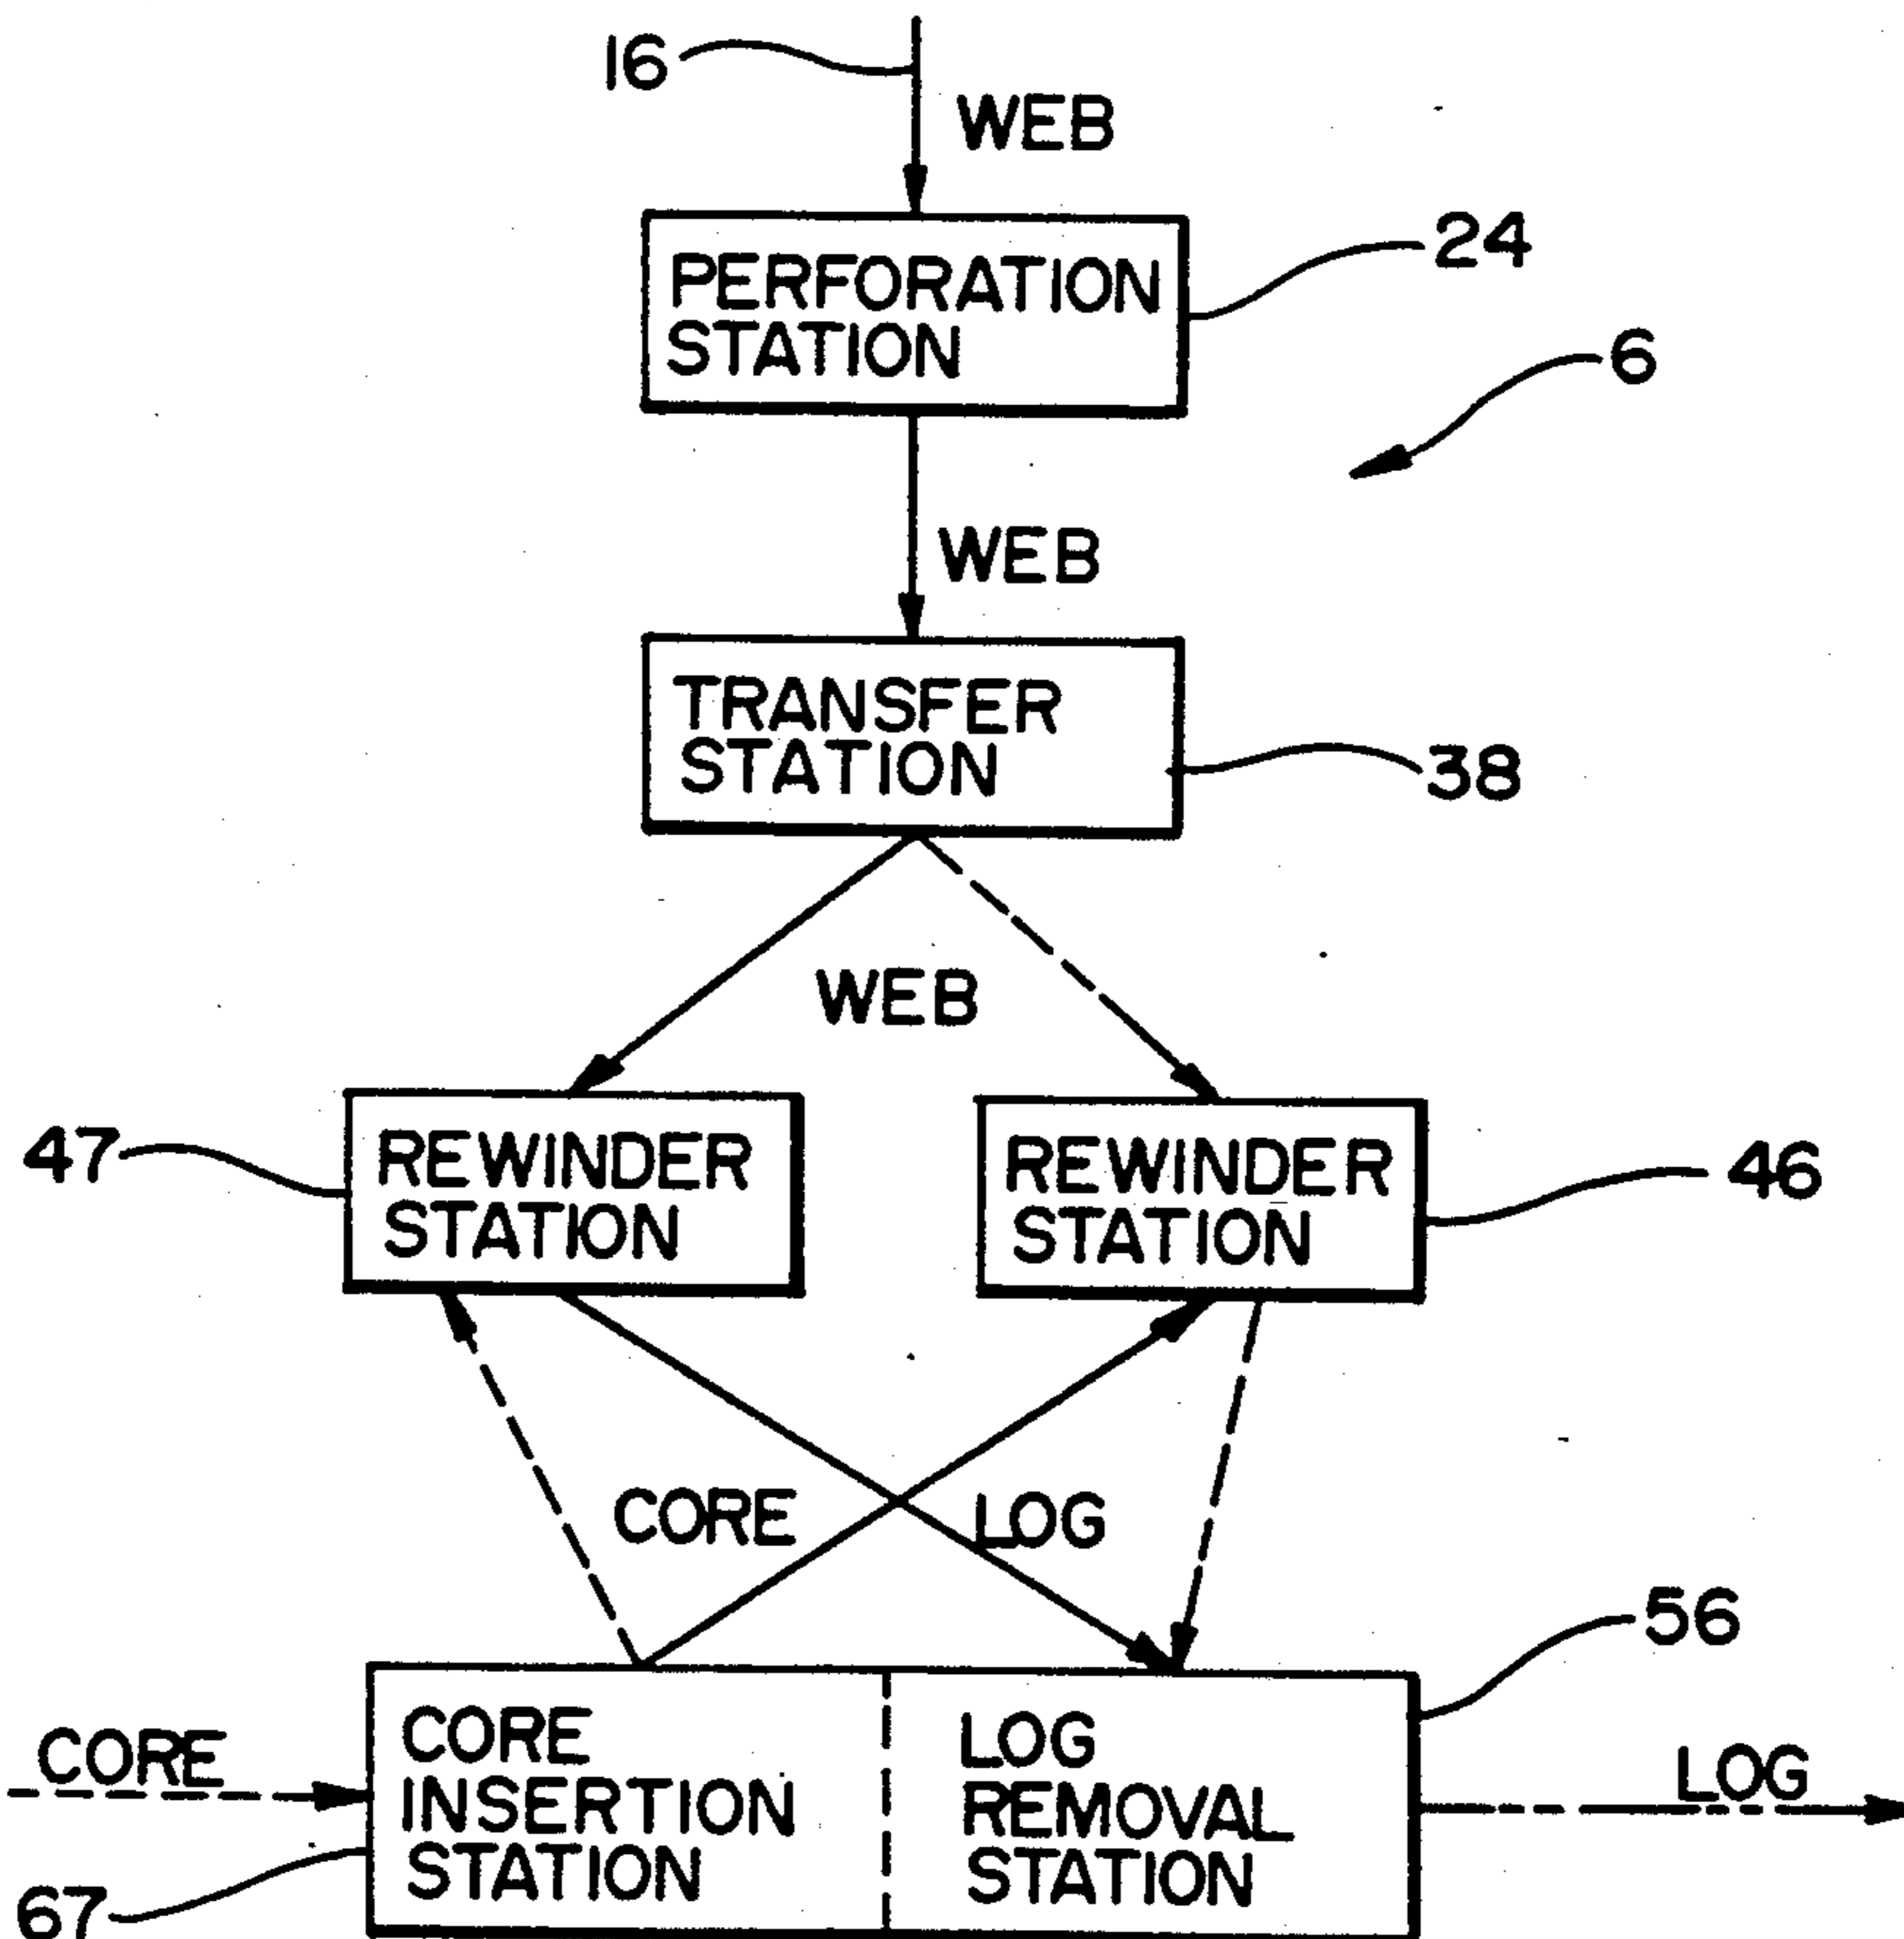 16
WEB
PERFORATION
STATION
24
6
WEB
TRANSFER
STATION
38
WEB
47
REWINDER
STATION
REWINDER
STATION
46
CORE
LOG
56
CORE
CORE
INSERTION
STATION
LOG
REMOVAL
STATION
LOG
67